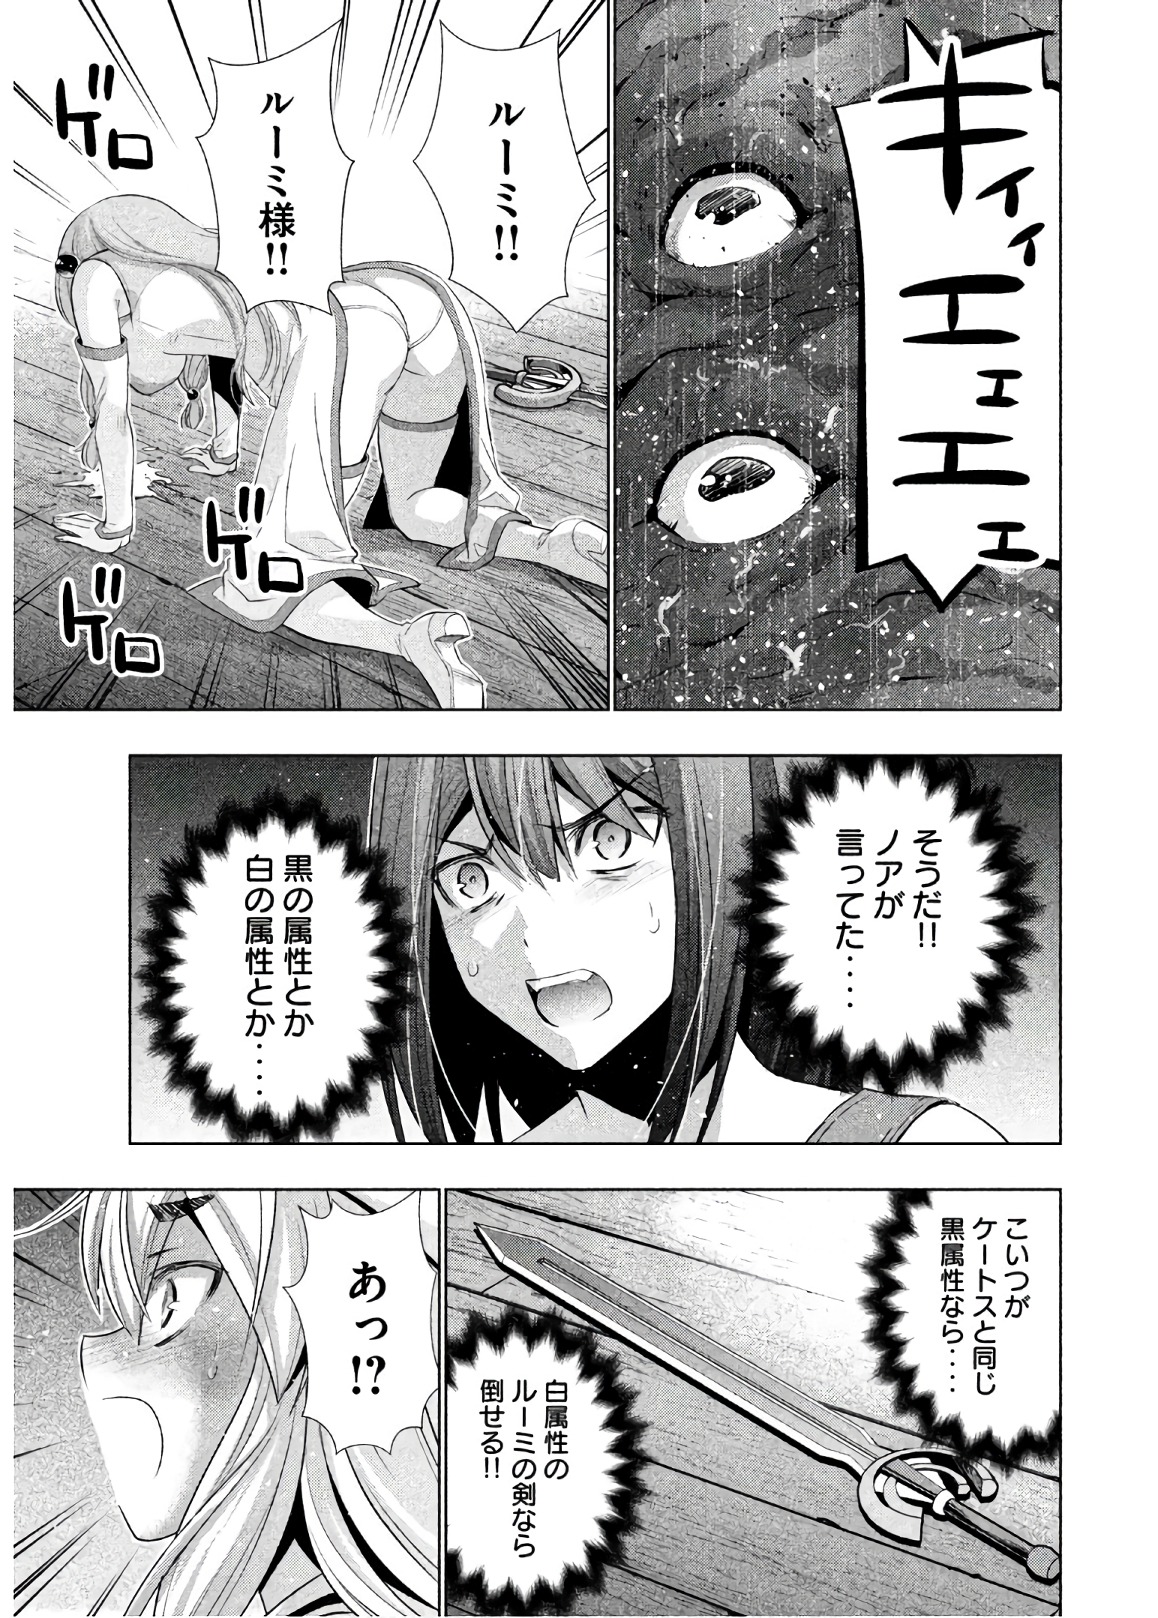 キィィエエエエェ
ルーミ!!
ルーミ様!!
ゲロ
ゲロ
ゲロ
そうだ!!
ノアが
言ってた‥‥
黒の属性とか
白の属性とか‥‥
こいつが
ケートスと同じ
黒属性なら‥‥
白属性の
ルーミの剣なら
倒せる!!
あっ!?